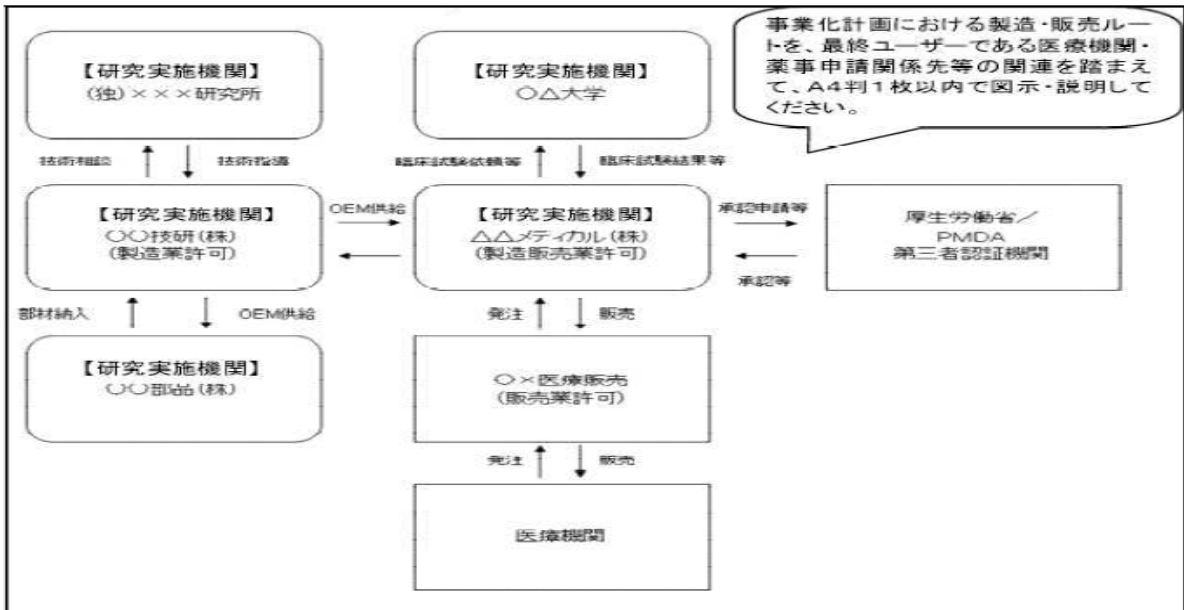 事業化計画における製造・販売ルー
トを、最終ユーザーである医療機関・
薬事申請関係先等の関連を踏まえ
て、A4判1枚以内で図示・説明して
ください。
【研究実施機関】
(独)×××研究所
【研究実施機関】
○△大学
技術相談
技術指導
臨床試験依頼等
臨床試験結果等
【研究実施機関】
○○技研(株)
(製造業許可)
OEM供給
【研究実施機関】
△△メディカル(株)
(製造販売業許可)
承認申請等
承認等
厚生労働省/
PMDA
第三者認証機関
部材納入
OEM供給
発注
販売
【研究実施機関】
○○部品(株)
○×医療販売
(販売業許可)
発注
販売
医療機関